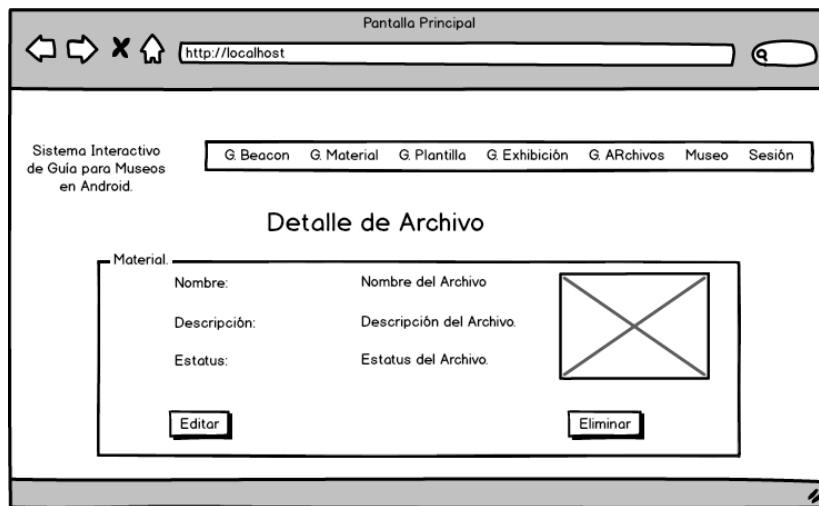 Pantalla Principal
http://localhost
Sistema Interactivo
de Guía para Museos
en Android.
G. Beacon G. Material G. Plantilla G. Exhibición G. ARchivos Museo Sesión
Detalle de Archivo
Material.
Nombre: Nombre del Archivo
Descripción: Descripción del Archivo.
Estatus: Estatus del Archivo.
Editar Eliminar